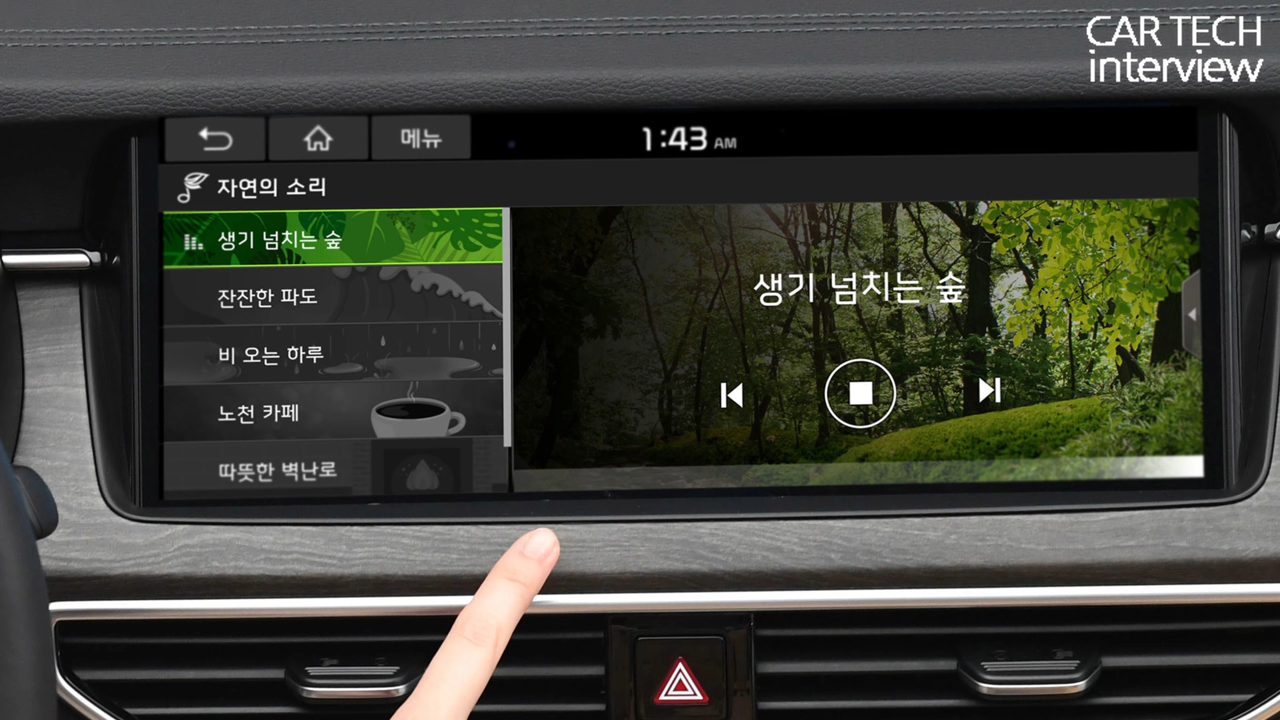 CAR TECH
interview
메뉴
1:43 AM
자연의 소리
생기 넘치는 숲
잔잔한 파도
비 오는 하루
노천 카페
따뜻한 벽난로
생기 넘치는 숲